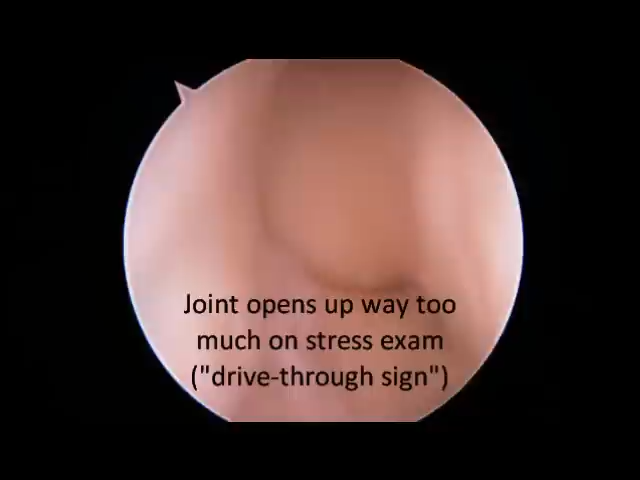 Joint opens up way too
much on stress exam
("drive-through sign")